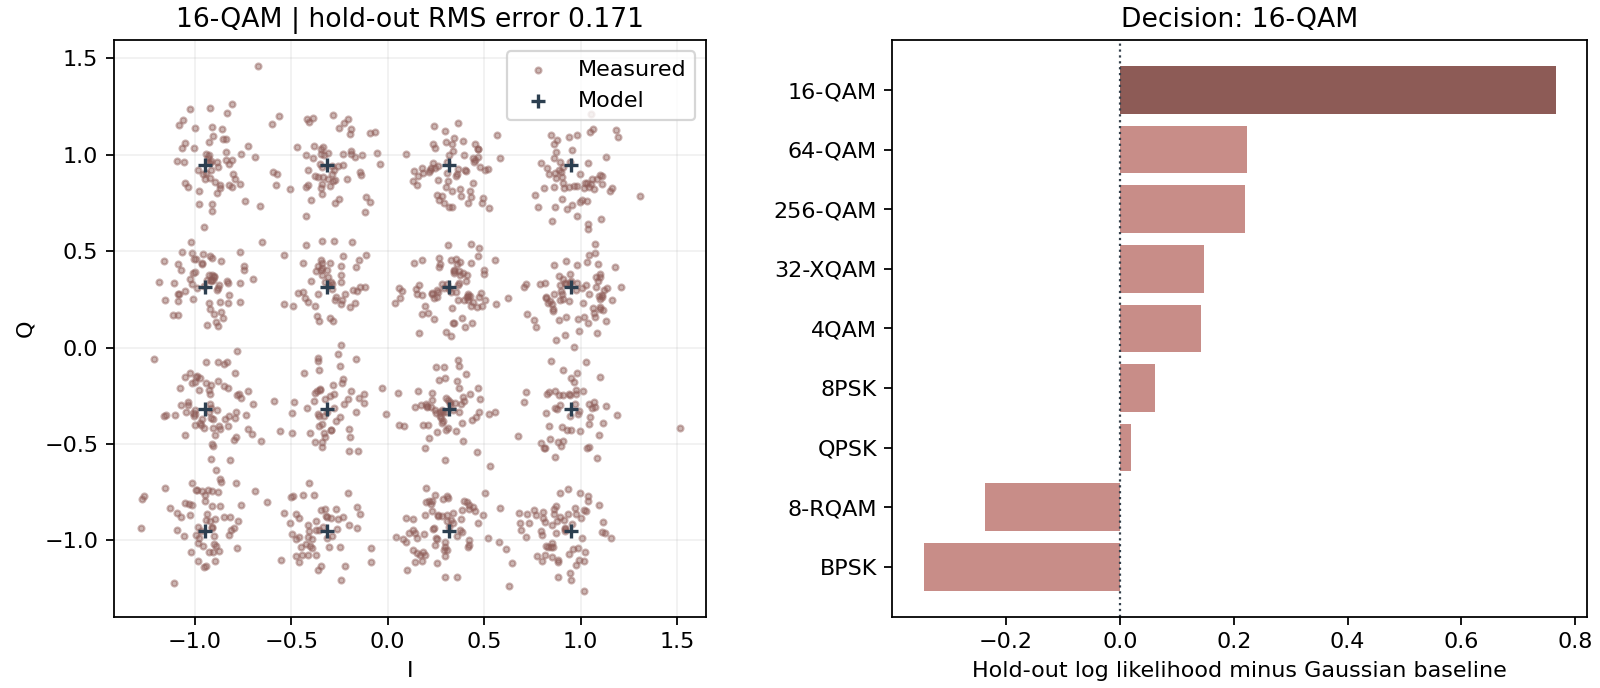 16-QAM | hold-out RMS error 0.171
Measured
Model
1.5
1.0
0.5
0.0
−0.5
−1.0
Q
−1.0
−0.5
0.0
0.5
1.0
1.5
I
Decision: 16-QAM
16-QAM
64-QAM
256-QAM
32-XQAM
4QAM
8PSK
QPSK
8-RQAM
BPSK
−0.2
0.0
0.2
0.4
0.6
0.8
Hold-out log likelihood minus Gaussian baseline